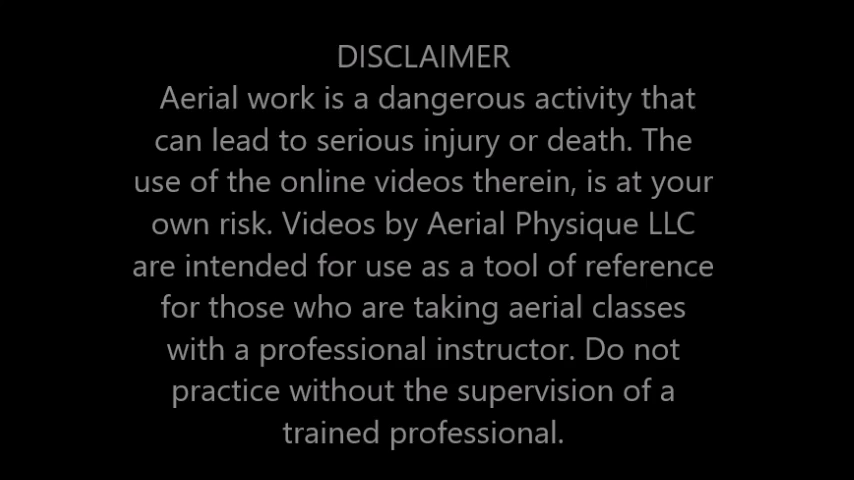 DISCLAIMER
Aerial work is a dangerous activity that
can lead to serious injury or death. The
use of the online videos therein, is at your
own risk. Videos by Aerial Physique LLC
are intended for use as a tool of reference
for those who are taking aerial classes
with a professional instructor. Do not
practice without the supervision of a
trained professional.